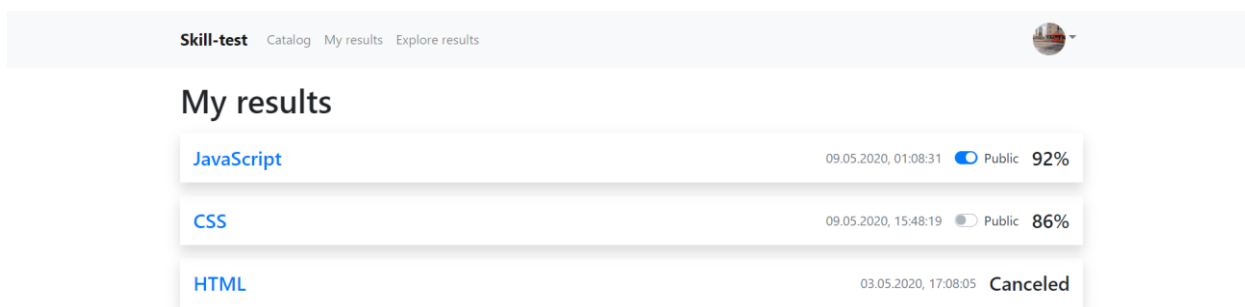 Skill-test Catalog My results Explore results
My results
JavaScript 09.05.2020, 01:08:31 Public 92%
CSS 09.05.2020, 15:48:19 Public 86%
HTML 03.05.2020, 17:08:05 Canceled